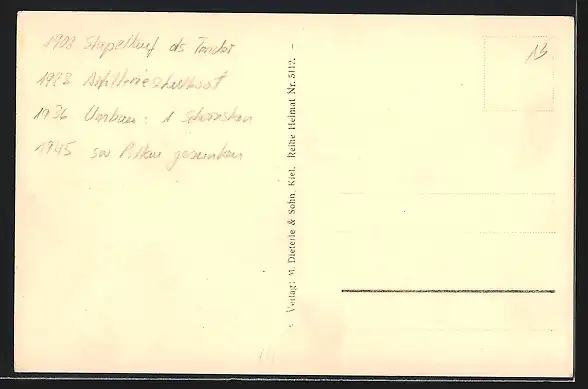 1908 Stapellauf als Tender
1928 Artillerieschulboot
1936 Umbau: 1 Schornstein
1945 vor Pillau gesunken
Verlag: M. Dieterle & Sohn, Kiel. Reihe Heimat Nr. 5112.